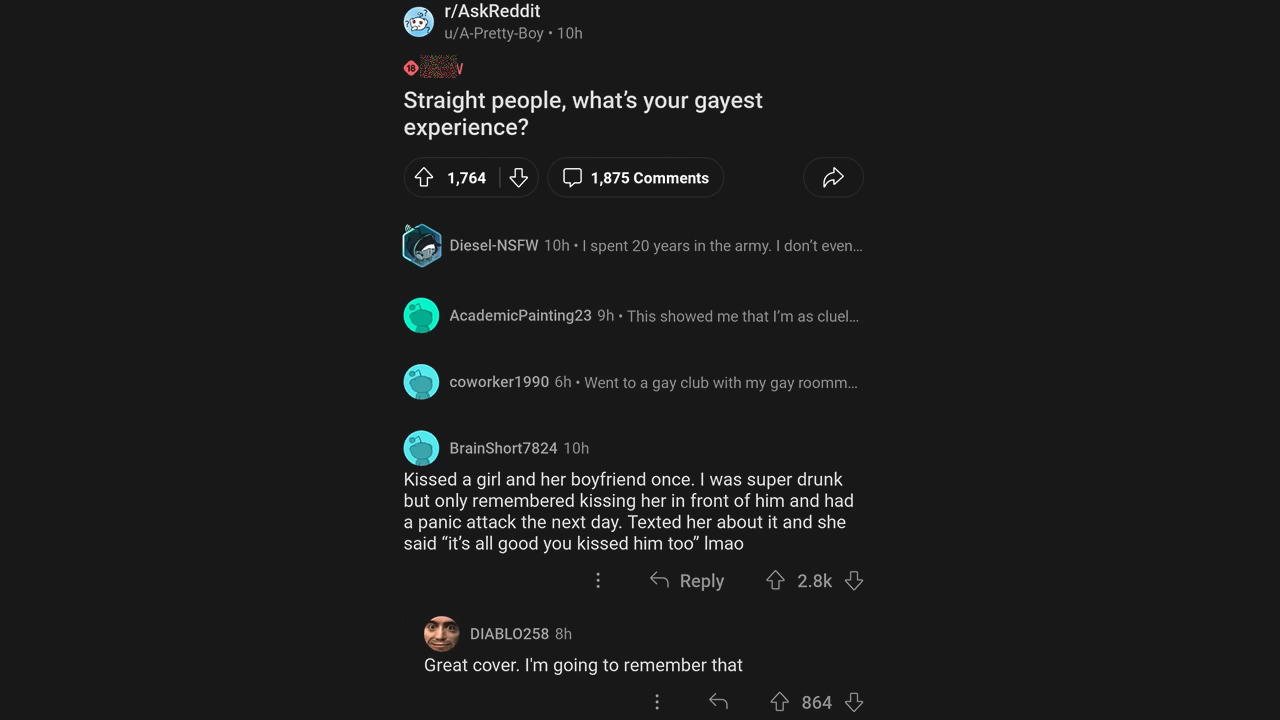 r/AskReddit
u/A-Pretty-Boy • 10h
18
Straight people, what’s your gayest
experience?
1,764
1,875 Comments
Diesel-NSFW 10h • I spent 20 years in the army. I don’t even...
AcademicPainting23 9h • This showed me that I’m as cluel...
coworker1990 6h • Went to a gay club with my gay roomm...
BrainShort7824 10h
Kissed a girl and her boyfriend once. I was super drunk
but only remembered kissing her in front of him and had
a panic attack the next day. Texted her about it and she
said “it’s all good you kissed him too” lmao
Reply 2.8k
DIABLO258 8h
Great cover. I'm going to remember that
864